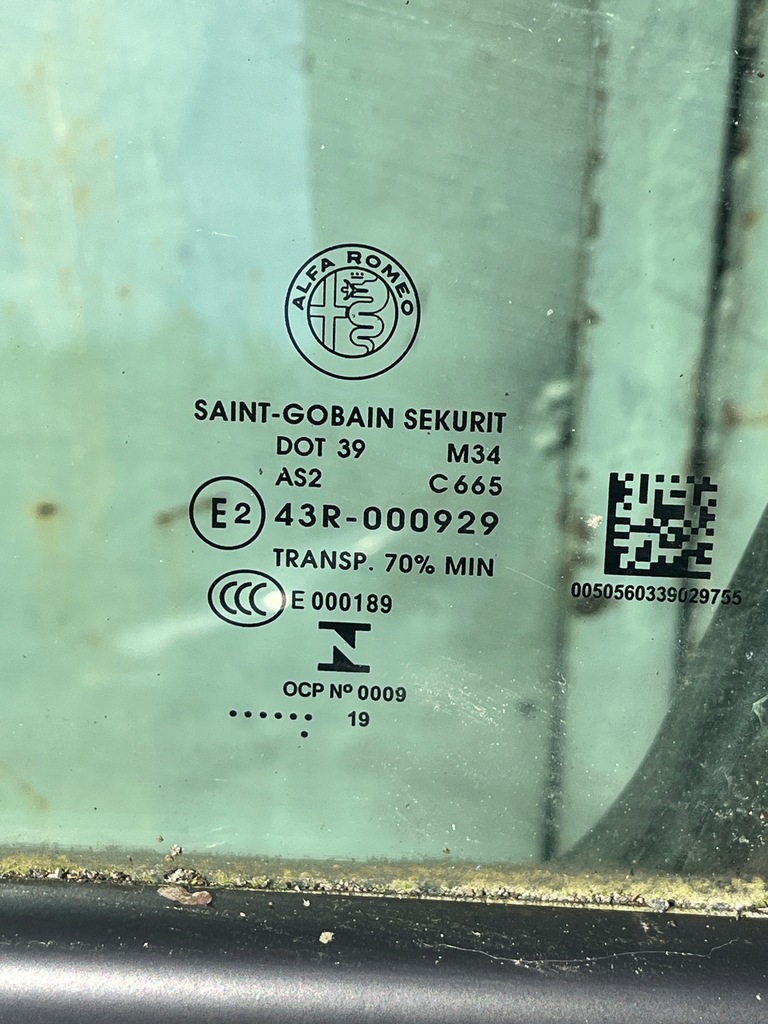 ALFA ROMEO
SAINT-GOBAIN SEKURIT
DOT 39 M34
AS2 C665
E2 43R-000929
TRANSP. 70% MIN
CCC E 000189
OCP Nº 0009
...... 19
.
0050560339029755